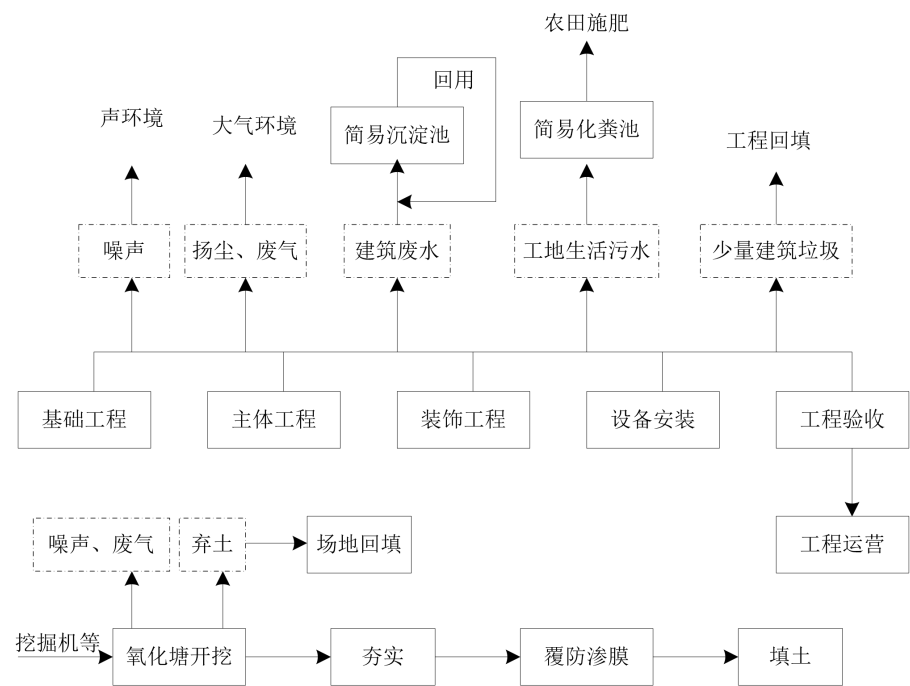 农田施肥
回用
声环境
大气环境
简易沉淀池
简易化粪池
工程回填
噪声
扬尘、废气
建筑废水
工地生活污水
少量建筑垃圾
基础工程
主体工程
装饰工程
设备安装
工程验收
噪声、废气
弃土
场地回填
工程运营
挖掘机等
氧化塘开挖
夯实
覆防渗膜
填土